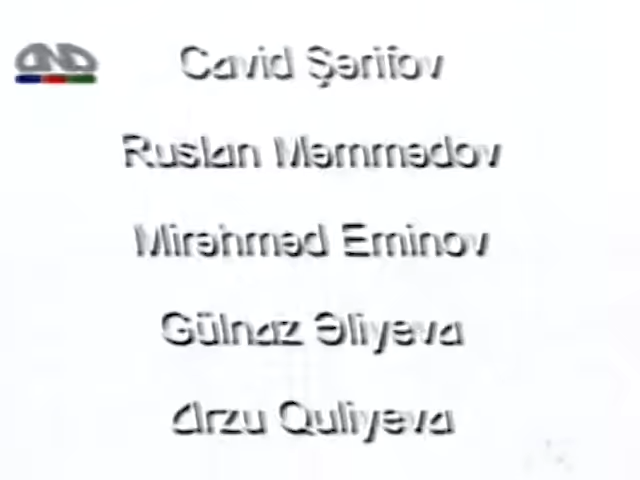 Cavid Şərifov
Ruslan Məmmədov
Mirəhməd Eminov
Gülnaz Əliyeva
Arzu Quliyeva